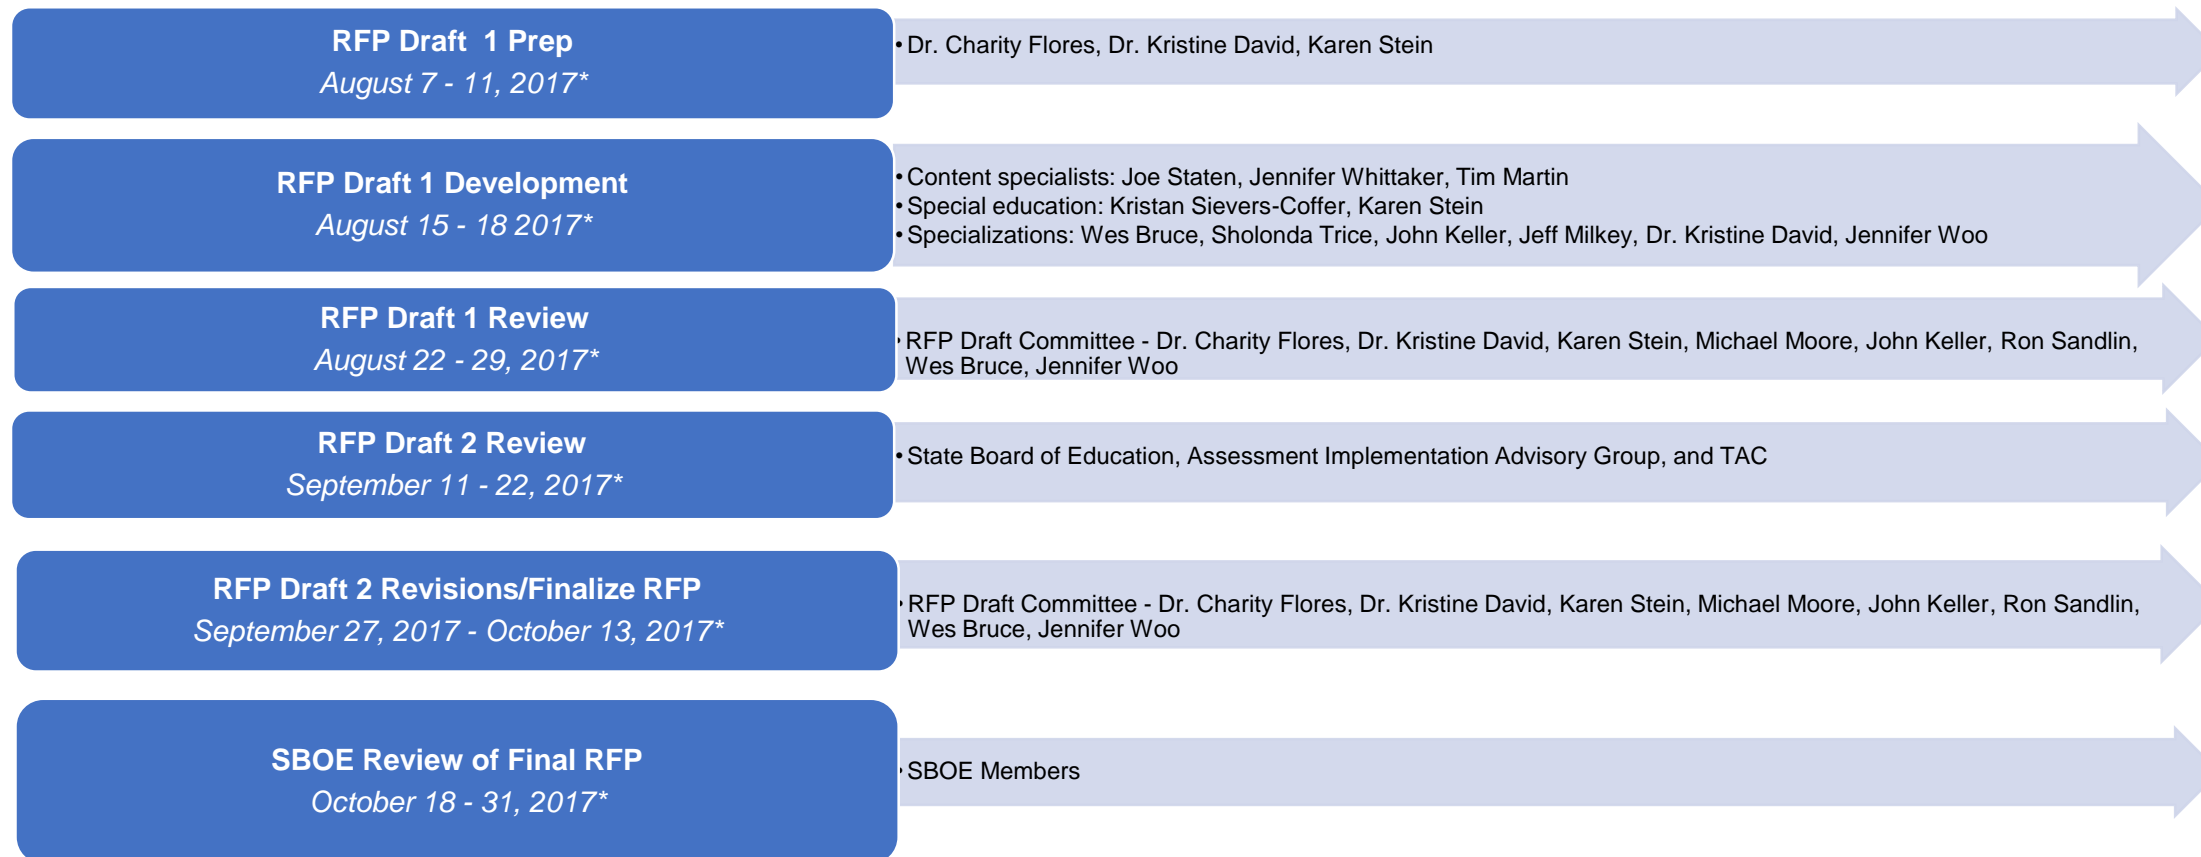 RFP Draft 1 Prep
August 7 - 11, 2017*
• Dr. Charity Flores, Dr. Kristine David, Karen Stein
RFP Draft 1 Development
August 15 - 18 2017*
• Content specialists: Joe Staten, Jennifer Whittaker, Tim Martin
• Special education: Kristan Sievers-Coffer, Karen Stein
• Specializations: Wes Bruce, Sholonda Trice, John Keller, Jeff Milkey, Dr. Kristine David, Jennifer Woo
RFP Draft 1 Review
August 22 - 29, 2017*
• RFP Draft Committee - Dr. Charity Flores, Dr. Kristine David, Karen Stein, Michael Moore, John Keller, Ron Sandlin,
Wes Bruce, Jennifer Woo
RFP Draft 2 Review
September 11 - 22, 2017*
• State Board of Education, Assessment Implementation Advisory Group, and TAC
RFP Draft 2 Revisions/Finalize RFP
September 27, 2017 - October 13, 2017*
• RFP Draft Committee - Dr. Charity Flores, Dr. Kristine David, Karen Stein, Michael Moore, John Keller, Ron Sandlin,
Wes Bruce, Jennifer Woo
SBOE Review of Final RFP
October 18 - 31, 2017*
• SBOE Members